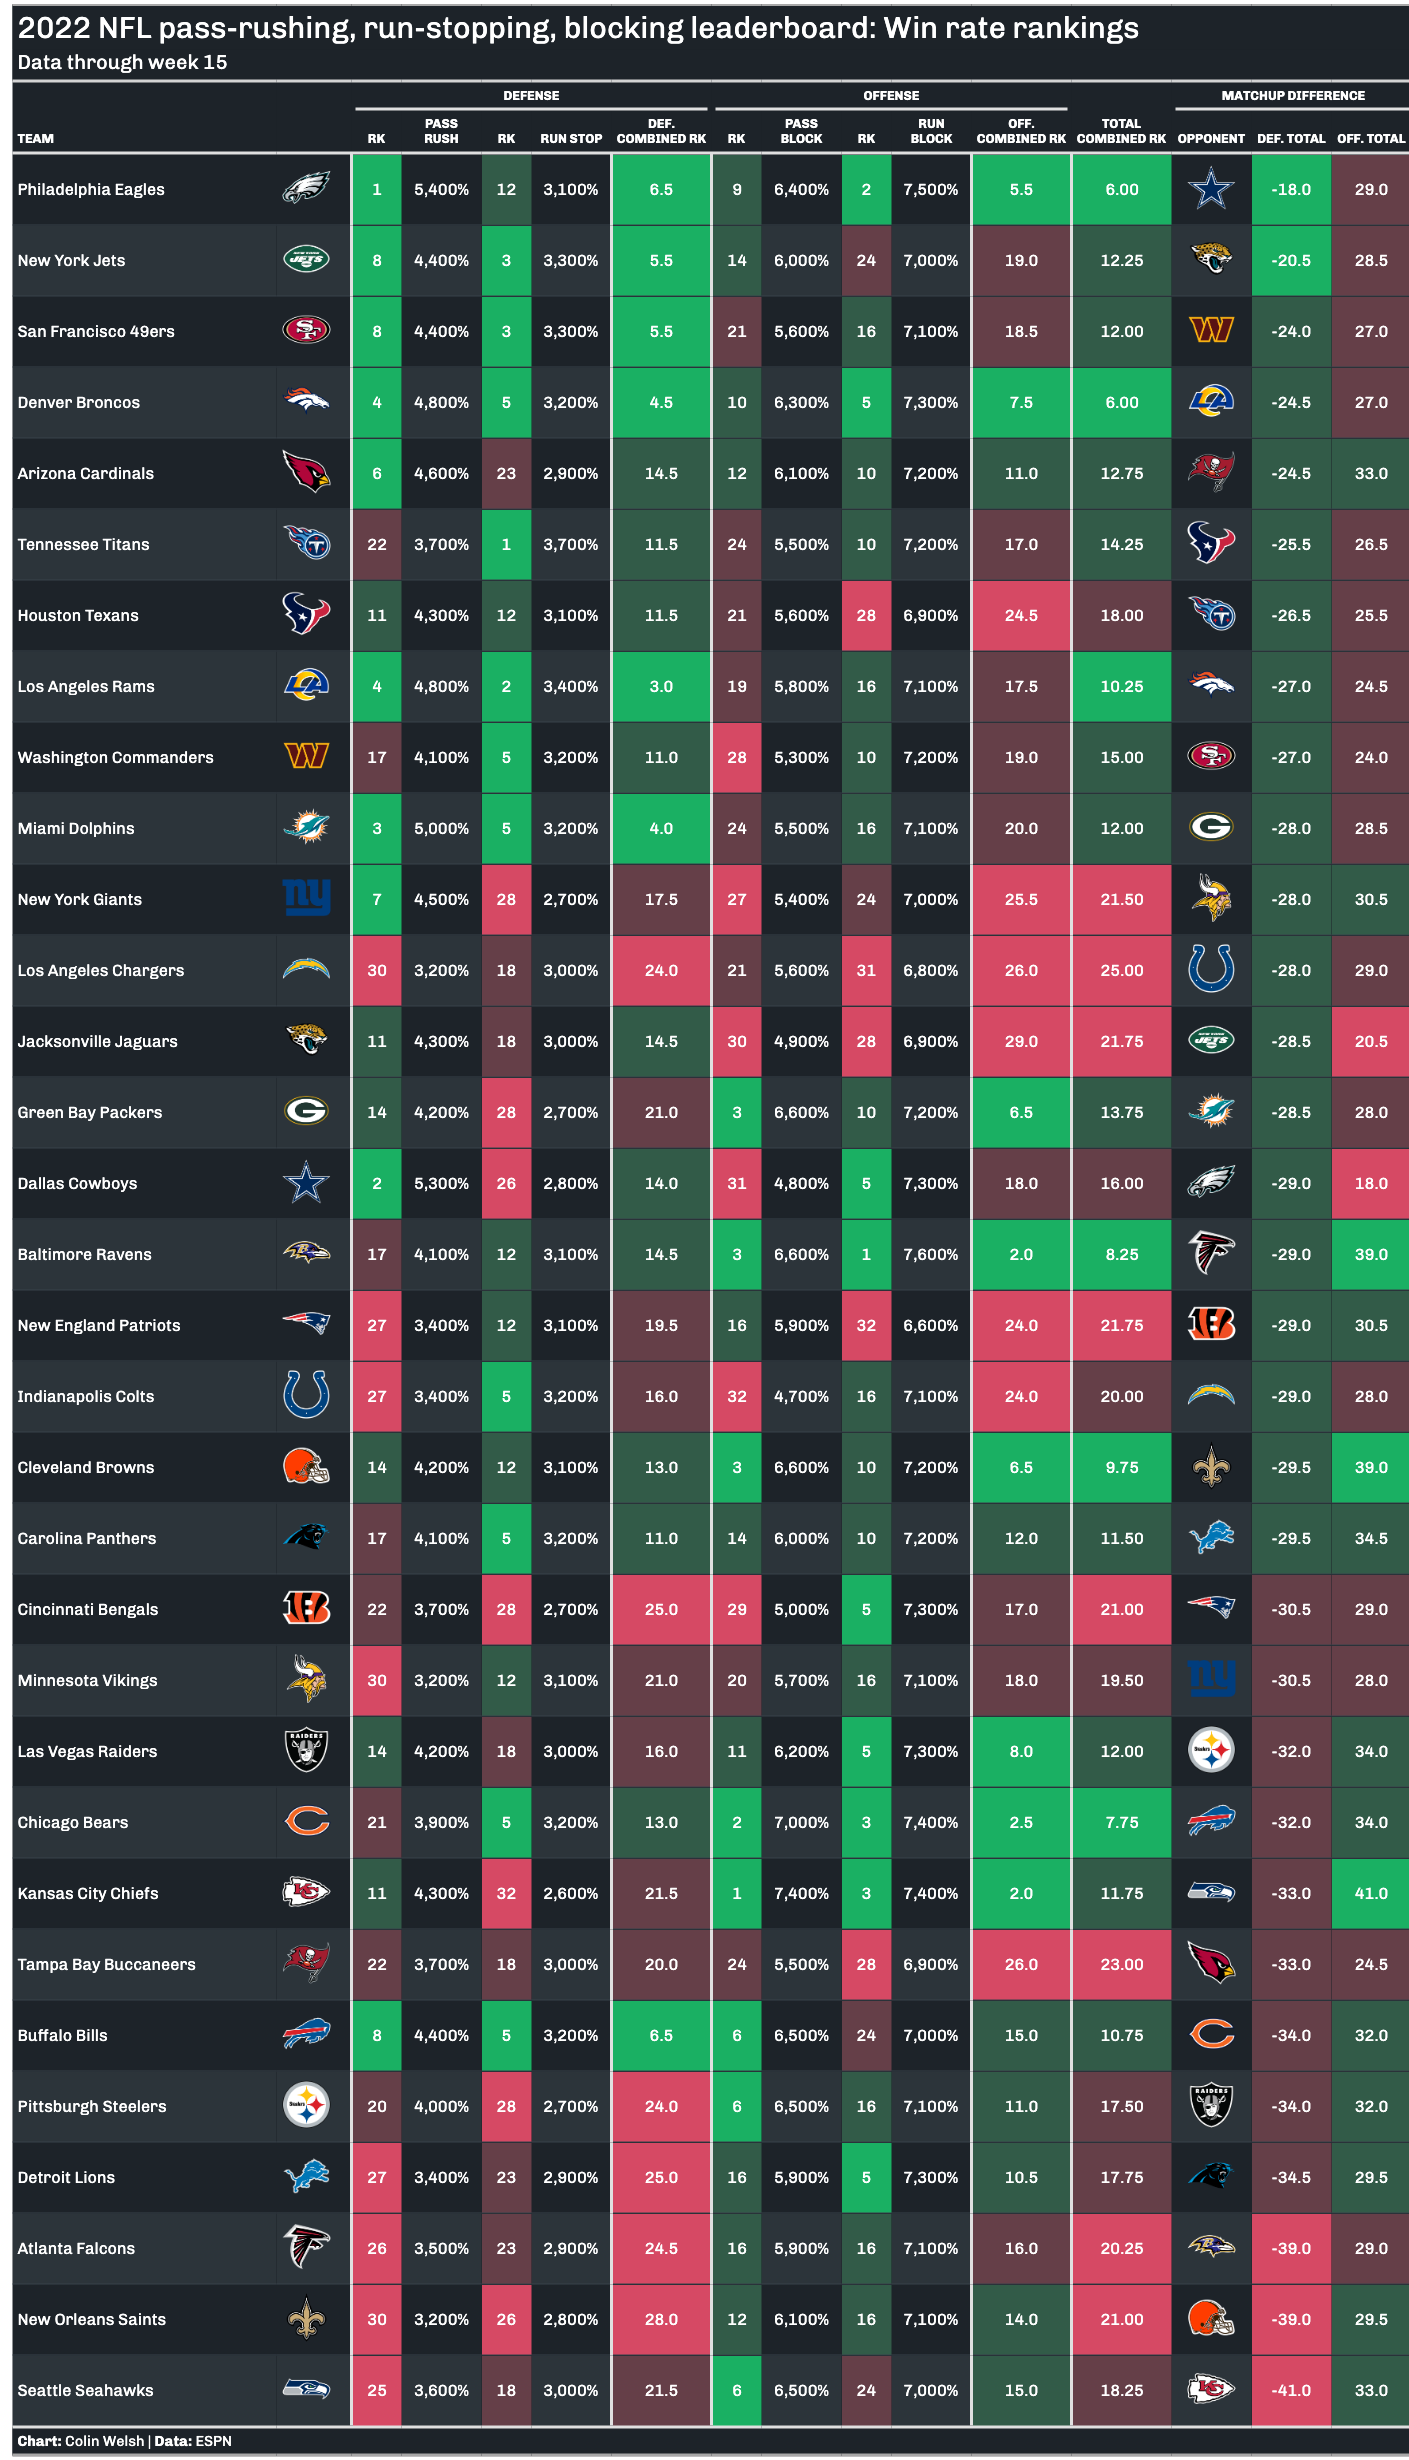 2022 NFL pass-rushing, run-stopping, blocking leaderboard: Win rate rankings
Data through week 15
DEFENSE OFFENSE MATCHUP DIFFERENCE
TEAM RK PASS RUSH RK RUN STOP DEF. COMBINED RK RK PASS BLOCK RK RUN BLOCK OFF. COMBINED RK TOTAL COMBINED RK OPPONENT DEF. TOTAL OFF. TOTAL
Philadelphia Eagles 1 5,400% 12 3,100% 6.5 9 6,400% 2 7,500% 5.5 6.00 -18.0 29.0
New York Jets JETS 8 4,400% 3 3,300% 5.5 14 6,000% 24 7,000% 19.0 12.25 -20.5 28.5
San Francisco 49ers SF 8 4,400% 3 3,300% 5.5 21 5,600% 16 7,100% 18.5 12.00 W -24.0 27.0
Denver Broncos 4 4,800% 5 3,200% 4.5 10 6,300% 5 7,300% 7.5 6.00 LA -24.5 27.0
Arizona Cardinals 6 4,600% 23 2,900% 14.5 12 6,100% 10 7,200% 11.0 12.75 -24.5 33.0
Tennessee Titans T 22 3,700% 1 3,700% 11.5 24 5,500% 10 7,200% 17.0 14.25 -25.5 26.5
Houston Texans 11 4,300% 12 3,100% 11.5 21 5,600% 28 6,900% 24.5 18.00 T -26.5 25.5
Los Angeles Rams LA 4 4,800% 2 3,400% 3.0 19 5,800% 16 7,100% 17.5 10.25 -27.0 24.5
Washington Commanders W 17 4,100% 5 3,200% 11.0 28 5,300% 10 7,200% 19.0 15.00 SF -27.0 24.0
Miami Dolphins 3 5,000% 5 3,200% 4.0 24 5,500% 16 7,100% 20.0 12.00 G -28.0 28.5
New York Giants ny 7 4,500% 28 2,700% 17.5 27 5,400% 24 7,000% 25.5 21.50 -28.0 30.5
Los Angeles Chargers 30 3,200% 18 3,000% 24.0 21 5,600% 31 6,800% 26.0 25.00 -28.0 29.0
Jacksonville Jaguars 11 4,300% 18 3,000% 14.5 30 4,900% 28 6,900% 29.0 21.75 JETS -28.5 20.5
Green Bay Packers G 14 4,200% 28 2,700% 21.0 3 6,600% 10 7,200% 6.5 13.75 -28.5 28.0
Dallas Cowboys 2 5,300% 26 2,800% 14.0 31 4,800% 5 7,300% 18.0 16.00 -29.0 18.0
Baltimore Ravens 17 4,100% 12 3,100% 14.5 3 6,600% 1 7,600% 2.0 8.25 -29.0 39.0
New England Patriots 27 3,400% 12 3,100% 19.5 16 5,900% 32 6,600% 24.0 21.75 B -29.0 30.5
Indianapolis Colts 27 3,400% 5 3,200% 16.0 32 4,700% 16 7,100% 24.0 20.00 -29.0 28.0
Cleveland Browns 14 4,200% 12 3,100% 13.0 3 6,600% 10 7,200% 6.5 9.75 -29.5 39.0
Carolina Panthers 17 4,100% 5 3,200% 11.0 14 6,000% 10 7,200% 12.0 11.50 -29.5 34.5
Cincinnati Bengals B 22 3,700% 28 2,700% 25.0 29 5,000% 5 7,300% 17.0 21.00 -30.5 29.0
Minnesota Vikings 30 3,200% 12 3,100% 21.0 20 5,700% 16 7,100% 18.0 19.50 ny -30.5 28.0
Las Vegas Raiders RAIDERS 14 4,200% 18 3,000% 16.0 11 6,200% 5 7,300% 8.0 12.00 Steelers -32.0 34.0
Chicago Bears C 21 3,900% 5 3,200% 13.0 2 7,000% 3 7,400% 2.5 7.75 -32.0 34.0
Kansas City Chiefs KC 11 4,300% 32 2,600% 21.5 1 7,400% 3 7,400% 2.0 11.75 -33.0 41.0
Tampa Bay Buccaneers 22 3,700% 18 3,000% 20.0 24 5,500% 28 6,900% 26.0 23.00 -33.0 24.5
Buffalo Bills 8 4,400% 5 3,200% 6.5 6 6,500% 24 7,000% 15.0 10.75 C -34.0 32.0
Pittsburgh Steelers Steelers 20 4,000% 28 2,700% 24.0 6 6,500% 16 7,100% 11.0 17.50 RAIDERS -34.0 32.0
Detroit Lions 27 3,400% 23 2,900% 25.0 16 5,900% 5 7,300% 10.5 17.75 -34.5 29.5
Atlanta Falcons 26 3,500% 23 2,900% 24.5 16 5,900% 16 7,100% 16.0 20.25 -39.0 29.0
New Orleans Saints 30 3,200% 26 2,800% 28.0 12 6,100% 16 7,100% 14.0 21.00 -39.0 29.5
Seattle Seahawks 25 3,600% 18 3,000% 21.5 6 6,500% 24 7,000% 15.0 18.25 KC -41.0 33.0
Chart: Colin Welsh | Data: ESPN